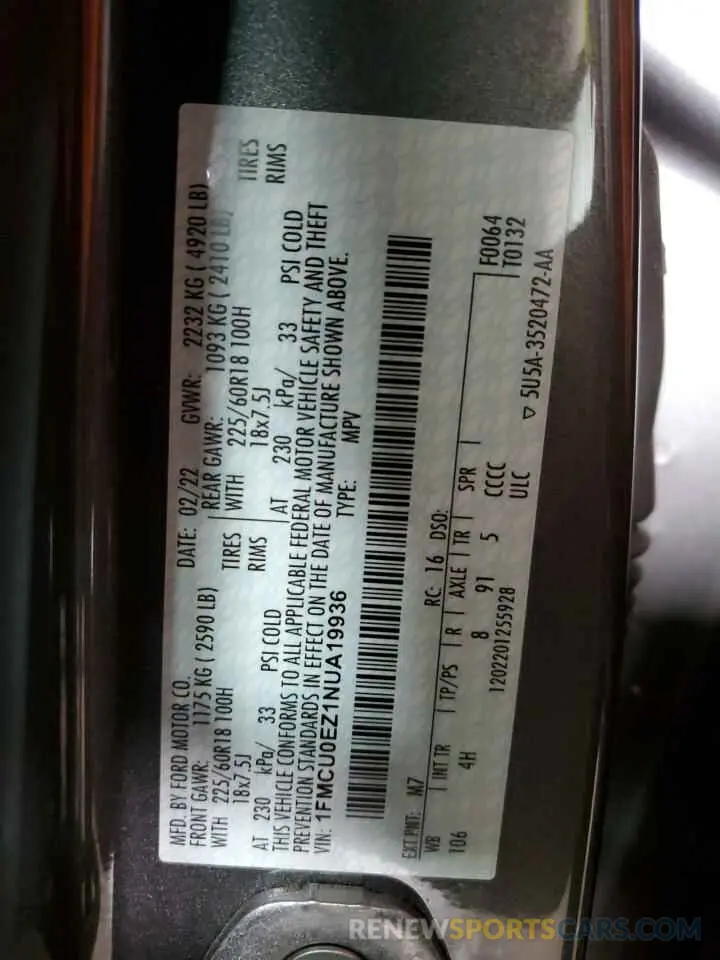 MFD. BY FORD MOTOR CO.
DATE: 02/22 GVWR: 2232 KG ( 4920 LB)
FRONT GAWR: 1175 KG ( 2590 LB) REAR GAWR: 1093 KG ( 2410 LB)
WITH 225/60R18 100H TIRES WITH 225/60R18 100H TIRES
18x7.5J RIMS 18x7.5J RIMS
AT 230 kPa/ 33 PSI COLD AT 230 kPa/ 33 PSI COLD
THIS VEHICLE CONFORMS TO ALL APPLICABLE FEDERAL MOTOR VEHICLE SAFETY AND THEFT
PREVENTION STANDARDS IN EFFECT ON THE DATE OF MANUFACTURE SHOWN ABOVE.
VIN: 1FMCU0EZ1NUA19936 TYPE: MPV
EXT PNT: M7 RC: 16 DSO: F0064
T0132
WB INT TR TP/PS R AXLE TR SPR
106 4H 8 91 5 CCCC
1202201255928 ULC
▽ 5U5A-3520472-AA
RENEWSPORTSCARS.COM